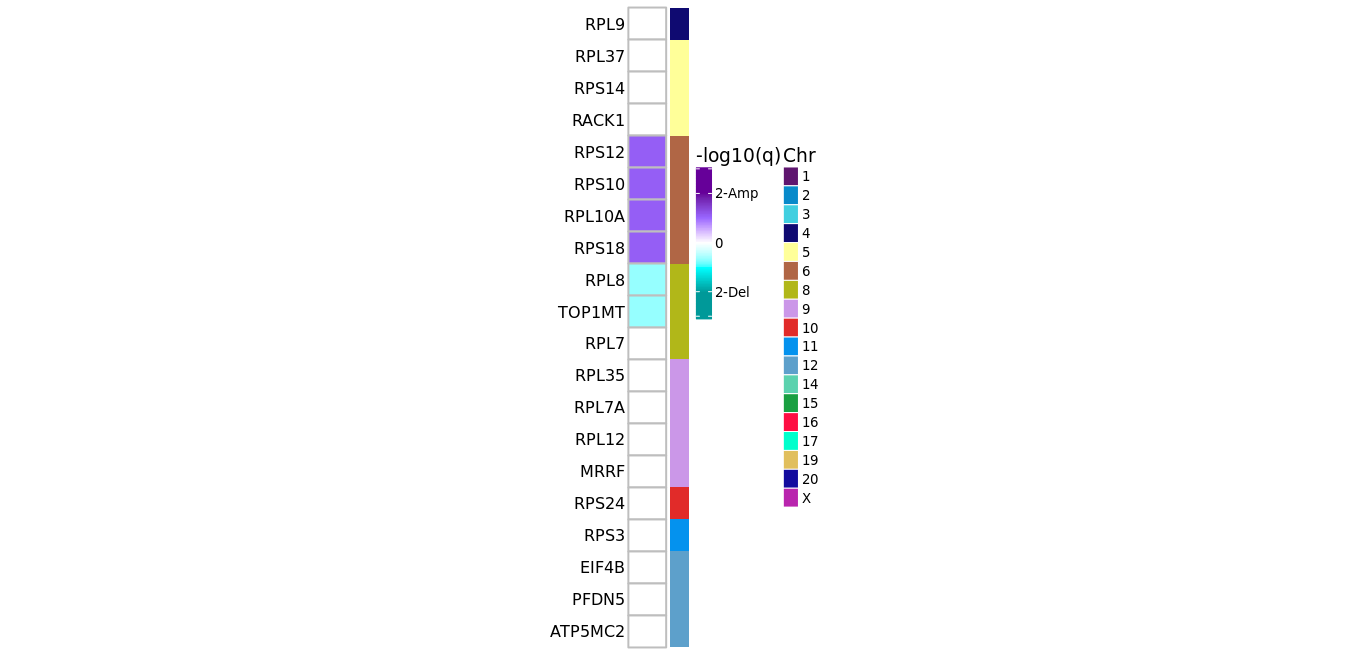 RPL9
RPL37
RPS14
RACK1
RPS12
RPS10
RPL10A
RPS18
RPL8
TOP1MT
RPL7
RPL35
RPL7A
RPL12
MRRF
RPS24
RPS3
EIF4B
PFDN5
ATP5MC2
-log10(q)
2-Amp
0
2-Del
Chr
1
2
3
4
5
6
8
9
10
11
12
14
15
16
17
19
20
X